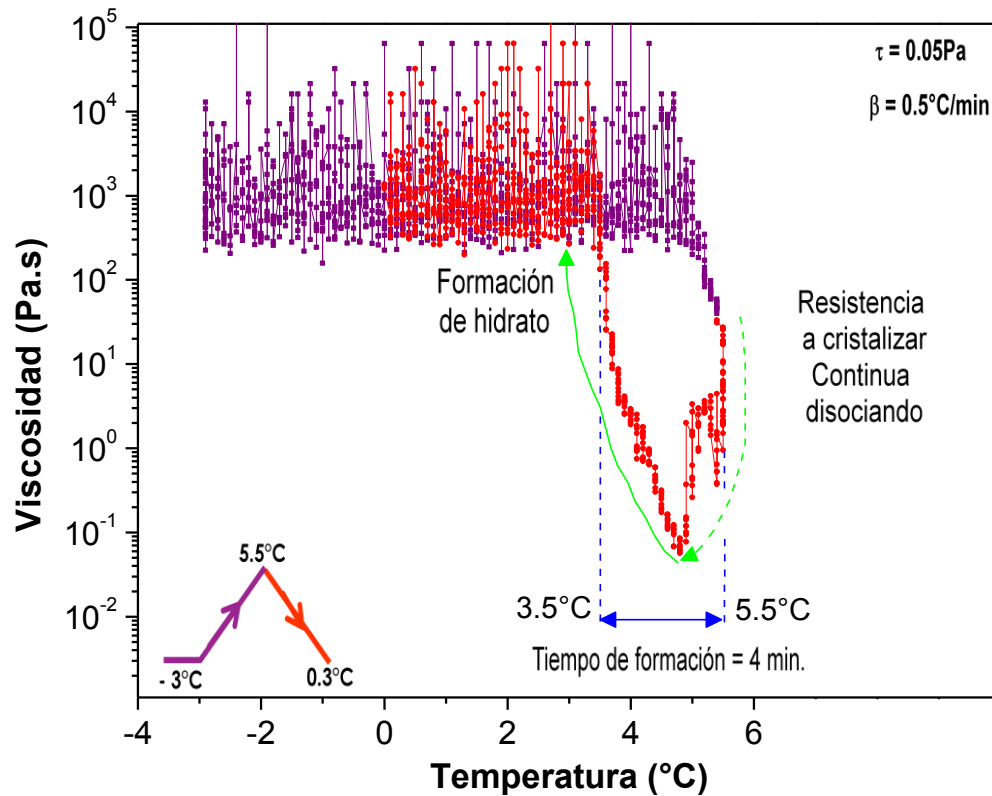 τ = 0.05Pa
β = 0.5°C/min
10^5
10^4
10^3
10^2
10^1
10^0
10^-1
10^-2
Viscosidad (Pa.s)
Formación
de hidrato
Resistencia
a cristalizar
Continua
disociando
5.5°C
- 3°C
0.3°C
3.5°C
5.5°C
Tiempo de formación = 4 min.
-4
-2
0
2
4
6
8
Temperatura (°C)